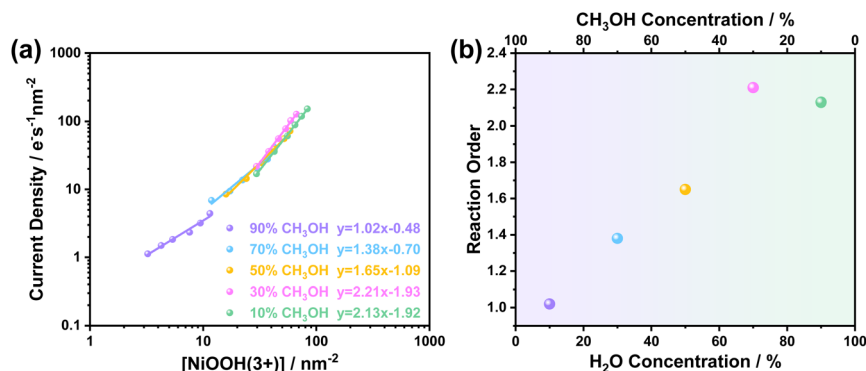 (a)
Current Density / e-s⁻¹nm⁻²
1000
100
10
1
0.1
90% CH₃OH y=1.02x-0.48
70% CH₃OH y=1.38x-0.70
50% CH₃OH y=1.65x-1.09
30% CH₃OH y=2.21x-1.93
10% CH₃OH y=2.13x-1.92
1 10 100 1000
[NiOOH(3+)] / nm⁻²
(b)
CH₃OH Concentration / %
100 80 60 40 20 0
Reaction Order
2.4
2.2
2.0
1.8
1.6
1.4
1.2
1.0
0 20 40 60 80 100
H₂O Concentration / %